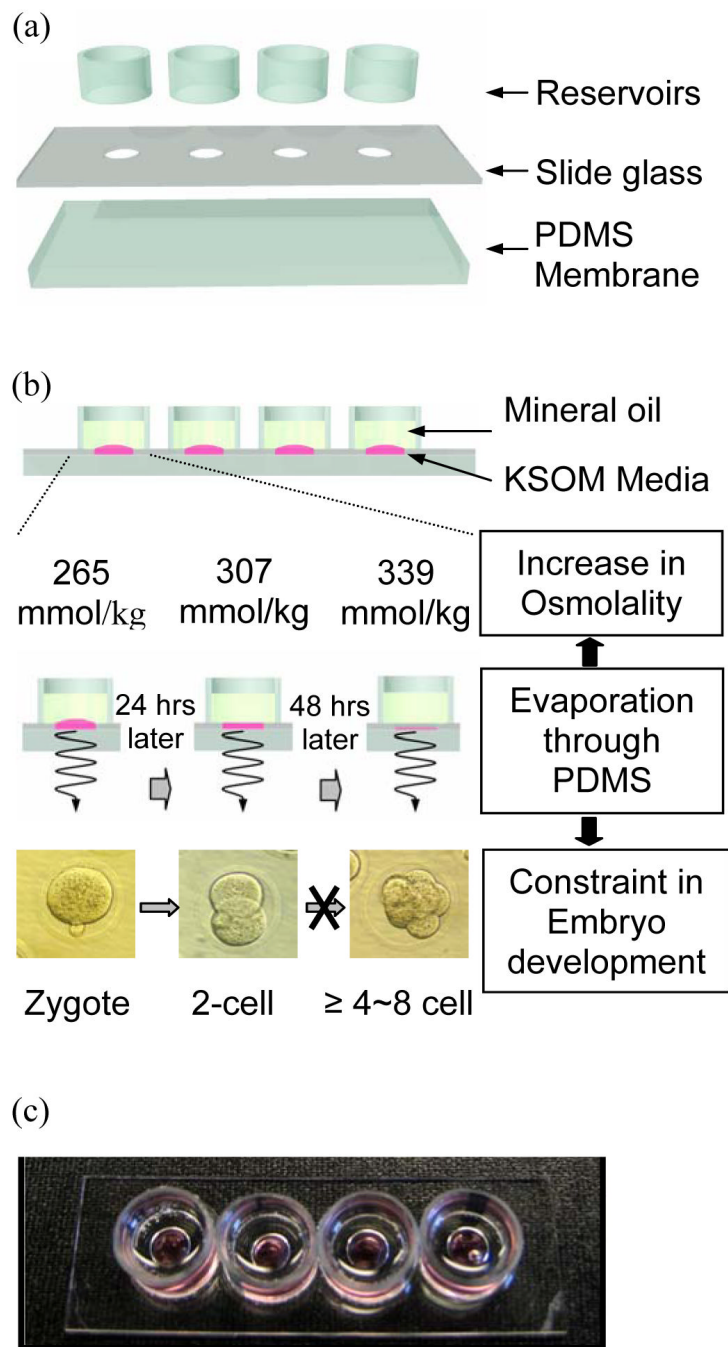 (a)
Reservoirs
Slide glass
PDMS
Membrane
(b)
Mineral oil
KSOM Media
265
mmol/kg
307
mmol/kg
339
mmol/kg
Increase in
Osmolality
24 hrs
later
48 hrs
later
Evaporation
through
PDMS
Zygote
2-cell
≥ 4~8 cell
Constraint in
Embryo
development
(c)